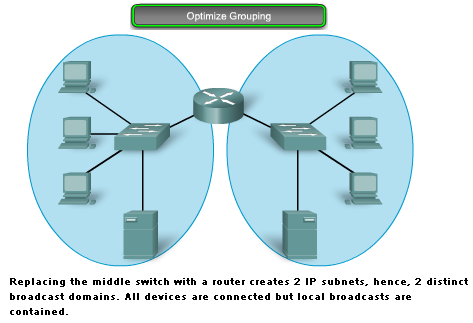 Optimize Grouping
Replacing the middle switch with a router creates 2 IP subnets, hence, 2 distinct
broadcast domains. All devices are connected but local broadcasts are
contained.